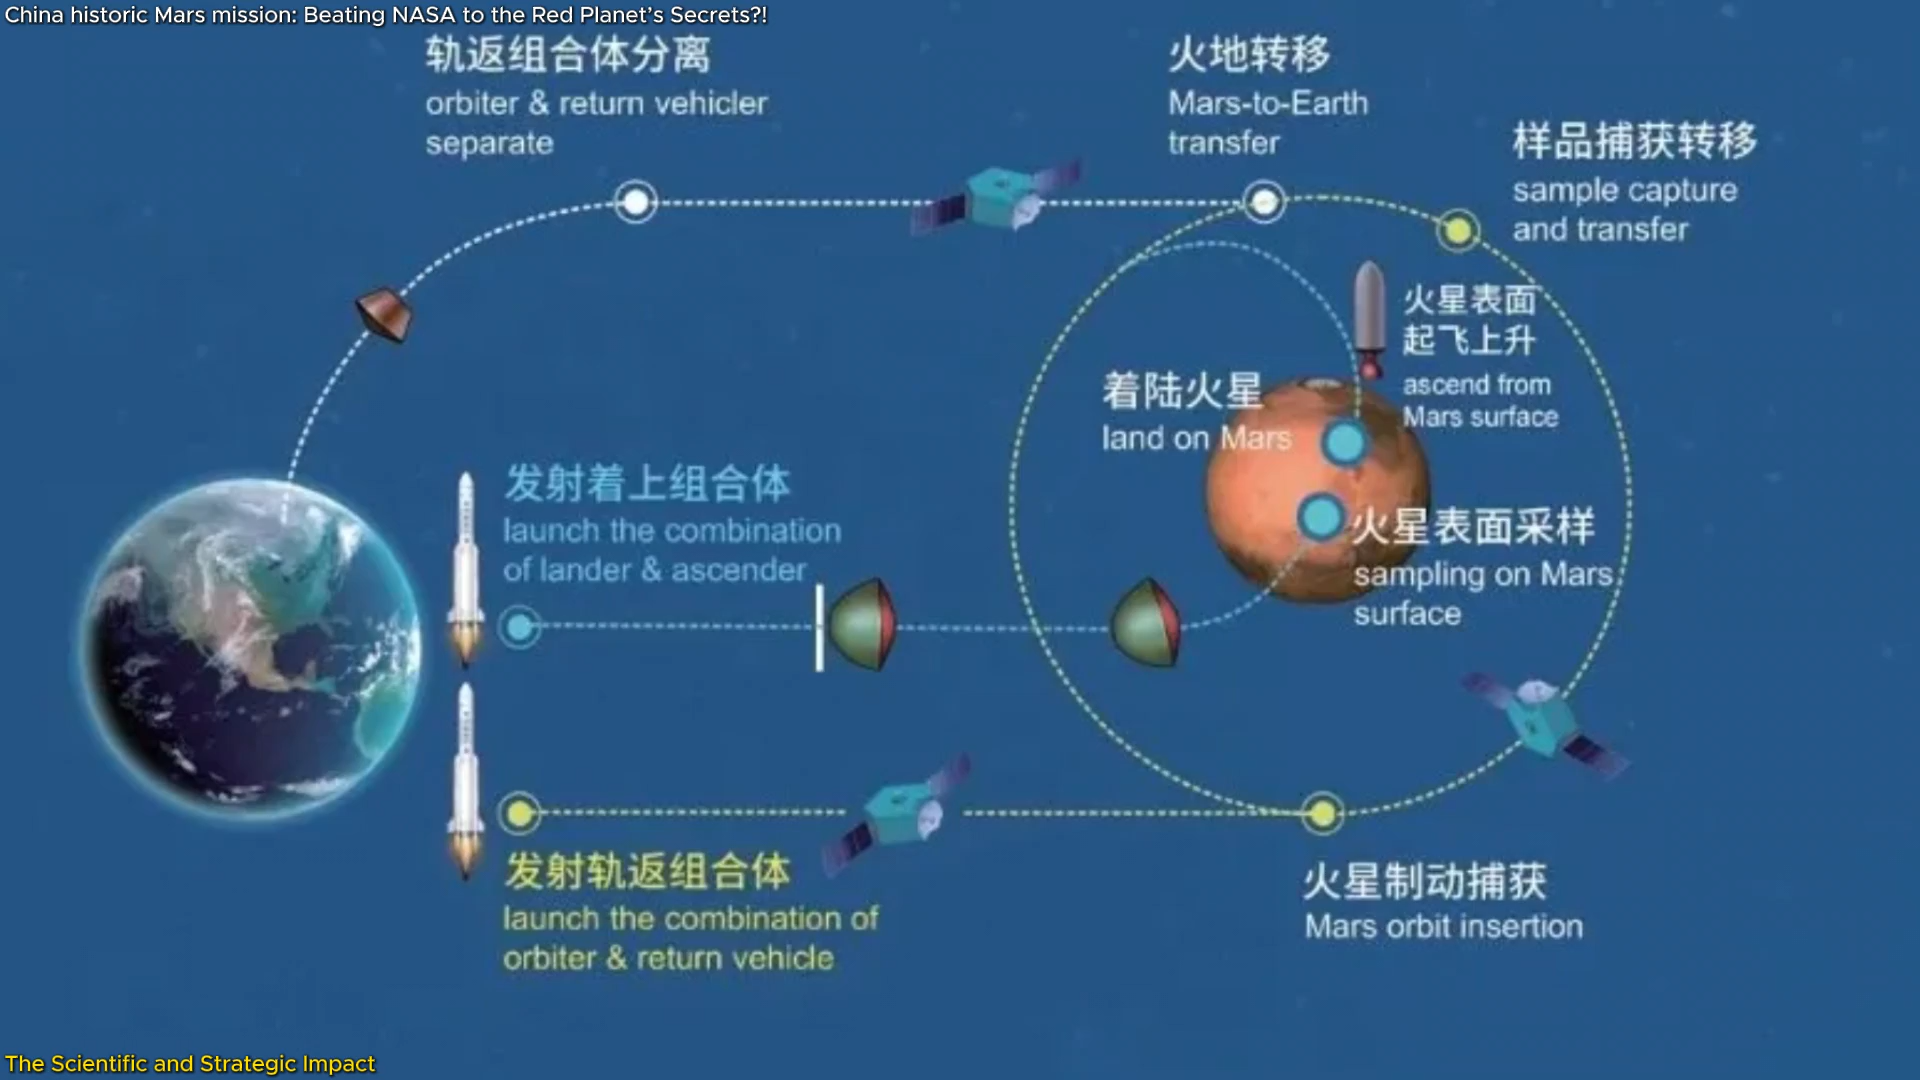 China historic Mars mission: Beating NASA to the Red Planet's Secrets?!
轨返组合体分离
orbiter & return vehicler
separate
火地转移
Mars-to-Earth
transfer
样品捕获转移
sample capture
and transfer
火星表面
起飞上升
ascend from
Mars surface
着陆火星
land on Mars
发射着上组合体
launch the combination
of lander & ascender
火星表面采样
sampling on Mars
surface
发射轨返组合体
launch the combination of
orbiter & return vehicle
火星制动捕获
Mars orbit insertion
The Scientific and Strategic Impact